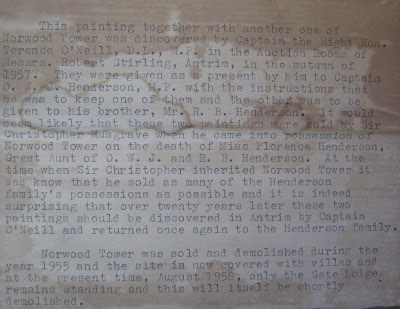 This painting together with another one of
Norwood Tower was discovered by Captain the Right Hon.
Terence O'Neill, D.L., M.P. in the Auction Rooms of
Messrs. Robert Stirling, Antrim, in the autumn of
1957. They were given as a present by him to Captain
O. W. J. Henderson, M.P. with the instructions that
he was to keep one of them and the other was to be
given to his brother, Mr. R. B. Henderson. It would
seem likely that these two paintings were sold by Sir
Christopher Musgrave when he came into possession of
Norwood Tower on the death of Miss Florence Henderson,
Great Aunt of O. W. J. and R. B. Henderson. At the
time when Sir Christopher inherited Norwood Tower it
was know that he sold as many of the Henderson
family's possessions as possible and it is indeed
surprising that over twenty years later these two
paintings should be discovered in Antrim by Captain
O'Neill and returned once again to the Henderson family.
Norwood Tower was sold and demolished during the
year 1955 and the site is now covered with villas and
at the present time, August 1958, only the Gate Lodge
remains standing and this will itself be shortly
demolished.